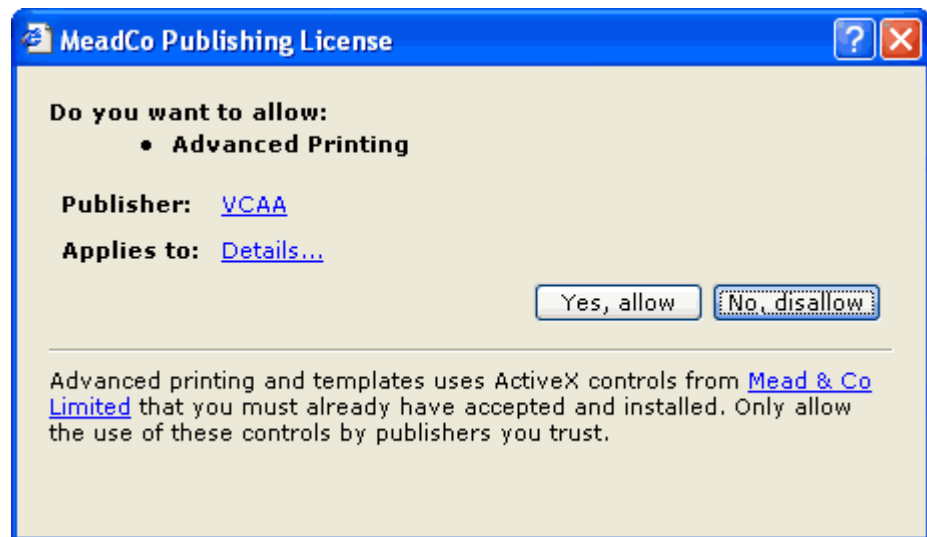 MeadCo Publishing License
Do you want to allow:
• Advanced Printing
Publisher: VCAA
Applies to: Details...
Yes, allow No, disallow
Advanced printing and templates uses ActiveX controls from Mead & Co
Limited that you must already have accepted and installed. Only allow
the use of these controls by publishers you trust.